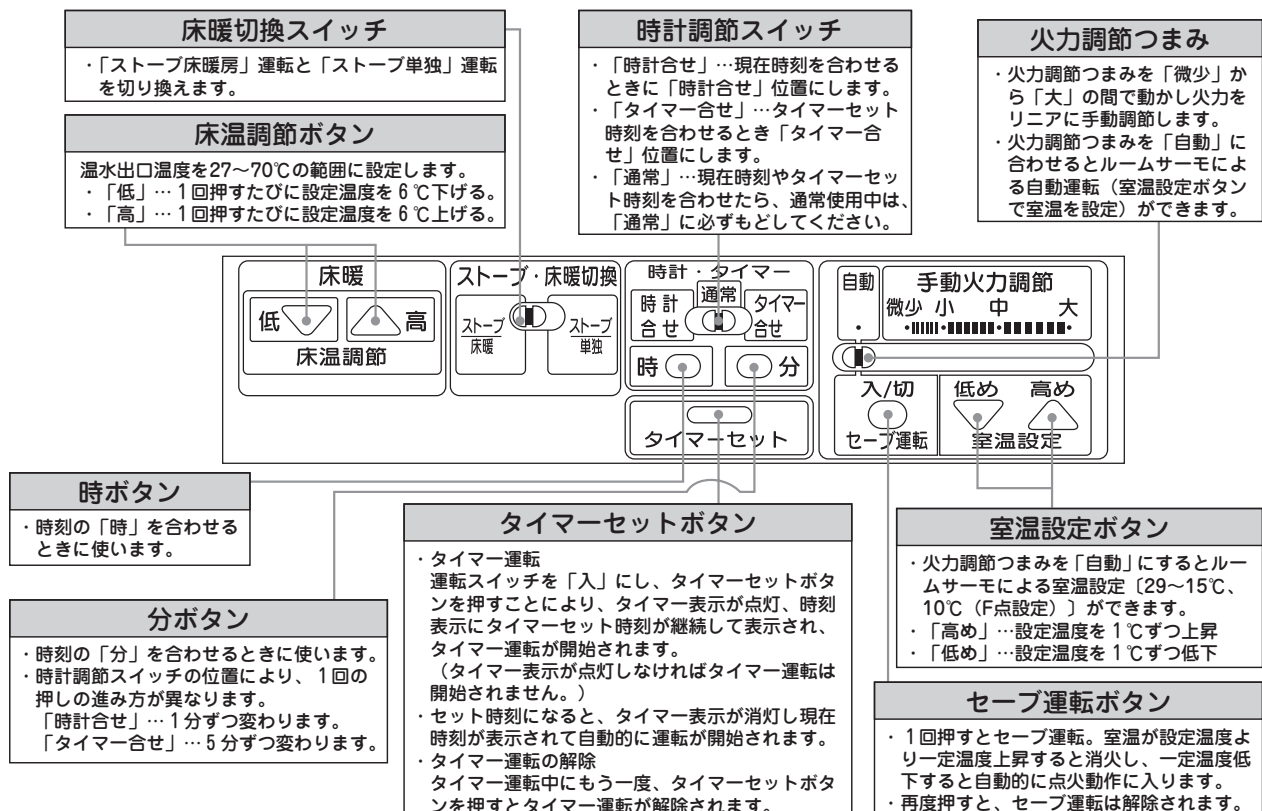 床暖切換スイッチ
・「ストーブ床暖房」運転と「ストーブ単独」運転
を切り換えます。
床温調節ボタン
温水出口温度を27～70℃の範囲に設定します。
・「低」…1回押すたびに設定温度を6℃下げる。
・「高」…1回押すたびに設定温度を6℃上げる。
時計調節スイッチ
・「時計合せ」…現在時刻を合わせる
ときに「時計合せ」位置にします。
・「タイマー合せ」…タイマーセット
時刻を合わせるとき「タイマー合
せ」位置にします。
・「通常」…現在時刻やタイマーセッ
ト時刻を合わせたら、通常使用中は、
「通常」に必ずもどしてください。
火力調節つまみ
・火力調節つまみを「微少」か
ら「大」の間で動かし火力を
リニアに手動調節します。
・火力調節つまみを「自動」に
合わせるとルームサーモによ
る自動運転（室温設定ボタン
で室温を設定）ができます。
床暖
低 高
床温調節
ストーブ・床暖切換
ストーブ
床暖
ストーブ
単独
時計・タイマー
時計
合せ
通常
タイマー
合せ
時 分
タイマーセット
自動
手動火力調節
微少 小 中 大
入/切
セーブ運転
低め 高め
室温設定
時ボタン
・時刻の「時」を合わせる
ときに使います。
分ボタン
・時刻の「分」を合わせるときに使います。
・時計調節スイッチの位置により、1回の
押しの進み方が異なります。
「時計合せ」…1分ずつ変わります。
「タイマー合せ」…5分ずつ変わります。
タイマーセットボタン
・タイマー運転
運転スイッチを「入」にし、タイマーセットボタ
ンを押すことにより、タイマー表示が点灯、時刻
表示にタイマーセット時刻が継続して表示され、
タイマー運転が開始されます。
（タイマー表示が点灯しなければタイマー運転は
開始されません。）
・セット時刻になると、タイマー表示が消灯し現在
時刻が表示されて自動的に運転が開始されます。
・タイマー運転の解除
タイマー運転中にもう一度、タイマーセットボタ
ンを押すとタイマー運転が解除されます。
室温設定ボタン
・火力調節つまみを「自動」にするとルー
ムサーモによる室温設定〔29～15℃、
10℃（F点設定）〕ができます。
・「高め」…設定温度を1℃ずつ上昇
・「低め」…設定温度を1℃ずつ低下
セーブ運転ボタン
・1回押すとセーブ運転。室温が設定温度よ
り一定温度上昇すると消火し、一定温度低
下すると自動的に点火動作に入ります。
・再度押すと、セーブ運転は解除されます。